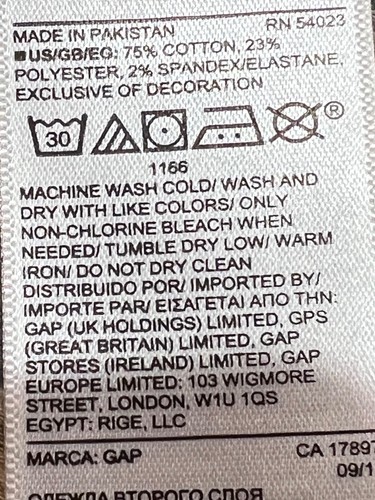 MADE IN PAKISTAN RN 54023
US/GB/EG: 75% COTTON, 23%
POLYESTER, 2% SPANDEX/ELASTANE,
EXCLUSIVE OF DECORATION
30 ®
1166
MACHINE WASH COLD/ WASH AND
DRY WITH LIKE COLORS/ ONLY
NON-CHLORINE BLEACH WHEN
NEEDED/ TUMBLE DRY LOW/ WARM
IRON/ DO NOT DRY CLEAN
DISTRIBUIDO POR/ IMPORTED BY/
IMPORTE PAR/ ΕΙΣΑΓΕΤΑΙ ΑΠΟ ΤΗΝ:
GAP (UK HOLDINGS) LIMITED, GPS
(GREAT BRITAIN) LIMITED, GAP
STORES (IRELAND) LIMITED, GAP
EUROPE LIMITED: 103 WIGMORE
STREET, LONDON, W1U 1QS
EGYPT: RIGE, LLC
MARCA: GAP CA 17897
09/1
ОДЕЖДА ВТОРОГО СЛОЯ